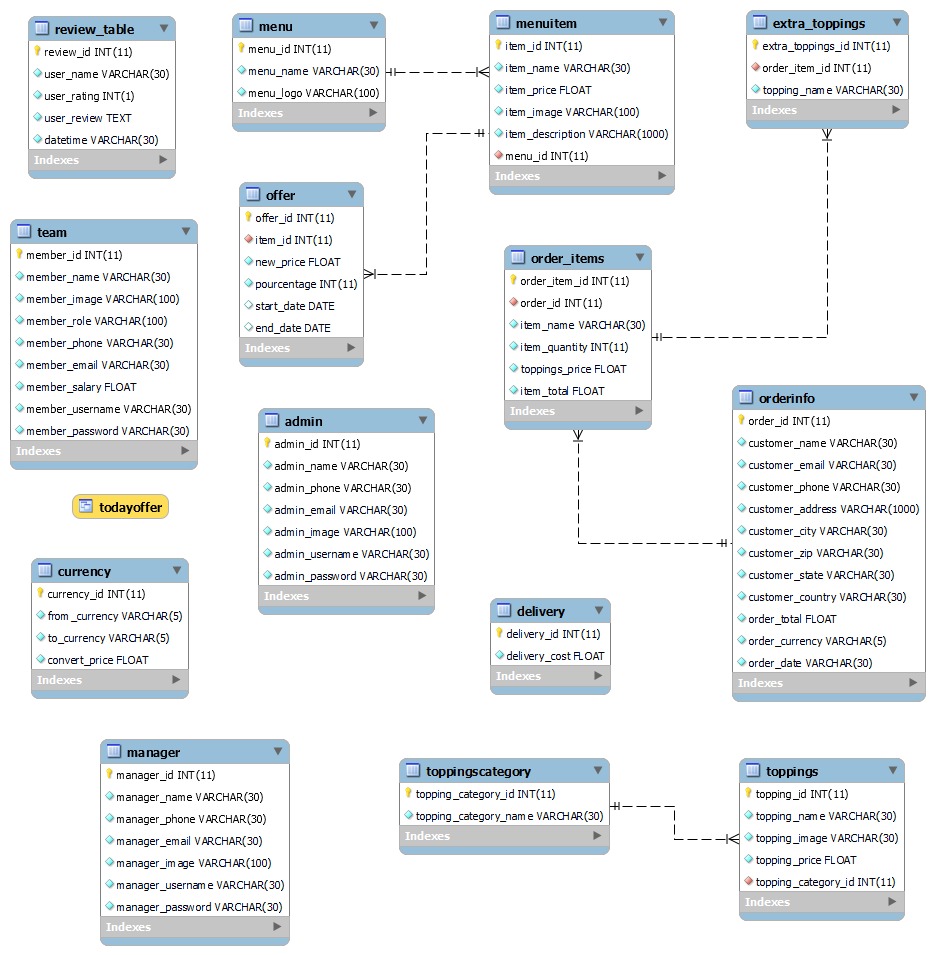 review_table
review_id INT(11)
user_name VARCHAR(30)
user_rating INT(1)
user_review TEXT
datetime VARCHAR(30)
Indexes
menu
menu_id INT(11)
menu_name VARCHAR(30)
menu_logo VARCHAR(100)
Indexes
menuitem
item_id INT(11)
item_name VARCHAR(30)
item_price FLOAT
item_image VARCHAR(100)
item_description VARCHAR(1000)
menu_id INT(11)
Indexes
extra_toppings
extra_toppings_id INT(11)
order_item_id INT(11)
topping_name VARCHAR(30)
Indexes
team
member_id INT(11)
member_name VARCHAR(30)
member_image VARCHAR(100)
member_role VARCHAR(100)
member_phone VARCHAR(30)
member_email VARCHAR(30)
member_salary FLOAT
member_username VARCHAR(30)
member_password VARCHAR(30)
Indexes
offer
offer_id INT(11)
item_id INT(11)
new_price FLOAT
pourcentage INT(11)
start_date DATE
end_date DATE
Indexes
order_items
order_item_id INT(11)
order_id INT(11)
item_name VARCHAR(30)
item_quantity INT(11)
toppings_price FLOAT
item_total FLOAT
Indexes
admin
admin_id INT(11)
admin_name VARCHAR(30)
admin_phone VARCHAR(30)
admin_email VARCHAR(30)
admin_image VARCHAR(100)
admin_username VARCHAR(30)
admin_password VARCHAR(30)
Indexes
orderinfo
order_id INT(11)
customer_name VARCHAR(30)
customer_email VARCHAR(30)
customer_phone VARCHAR(30)
customer_address VARCHAR(1000)
customer_city VARCHAR(30)
customer_zip VARCHAR(30)
customer_state VARCHAR(30)
customer_country VARCHAR(30)
order_total FLOAT
order_currency VARCHAR(5)
order_date VARCHAR(30)
Indexes
todayoffer
currency
currency_id INT(11)
from_currency VARCHAR(5)
to_currency VARCHAR(5)
convert_price FLOAT
Indexes
delivery
delivery_id INT(11)
delivery_cost FLOAT
Indexes
manager
manager_id INT(11)
manager_name VARCHAR(30)
manager_phone VARCHAR(30)
manager_email VARCHAR(30)
manager_image VARCHAR(100)
manager_username VARCHAR(30)
manager_password VARCHAR(30)
Indexes
toppingscategory
topping_category_id INT(11)
topping_category_name VARCHAR(30)
Indexes
toppings
topping_id INT(11)
topping_name VARCHAR(30)
topping_image VARCHAR(30)
topping_price FLOAT
topping_category_id INT(11)
Indexes